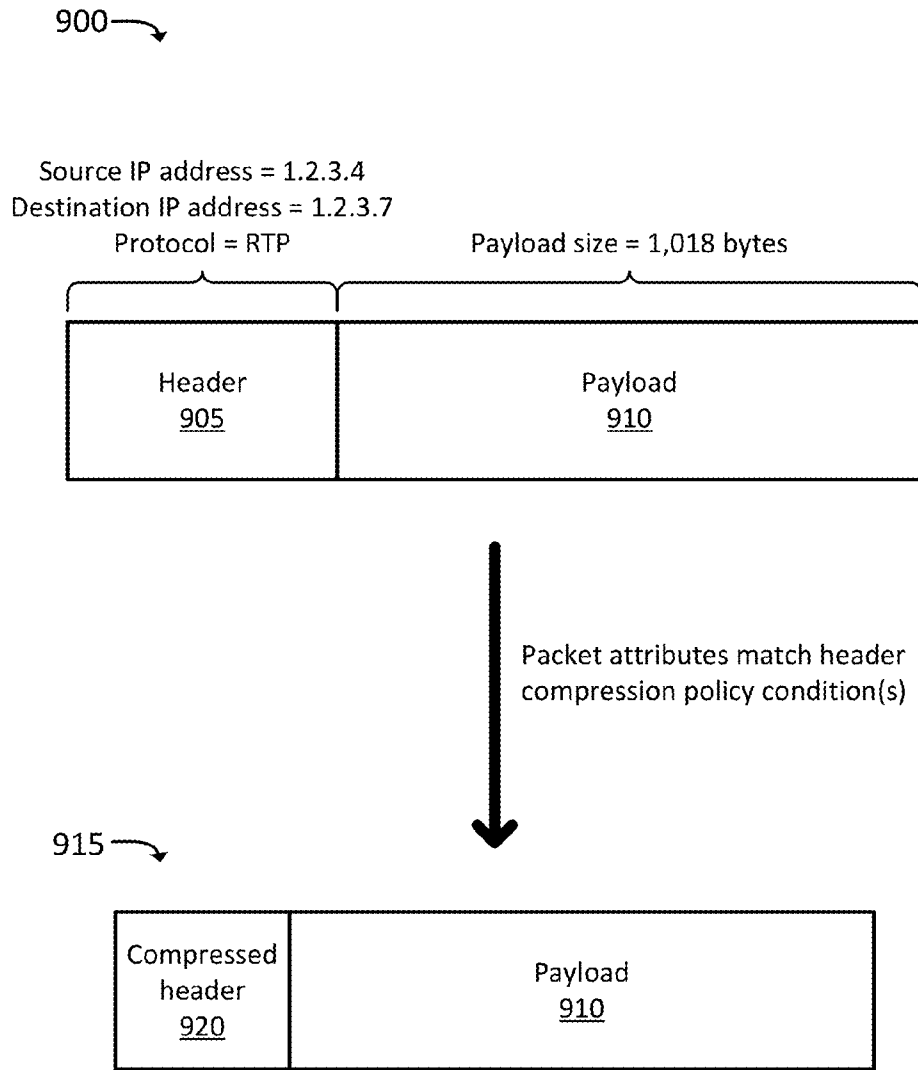 900
Source IP address = 1.2.3.4
Destination IP address = 1.2.3.7
Protocol = RTP
Payload size = 1,018 bytes
Header
905
Payload
910
Packet attributes match header
compression policy condition(s)
915
Compressed
header
920
Payload
910